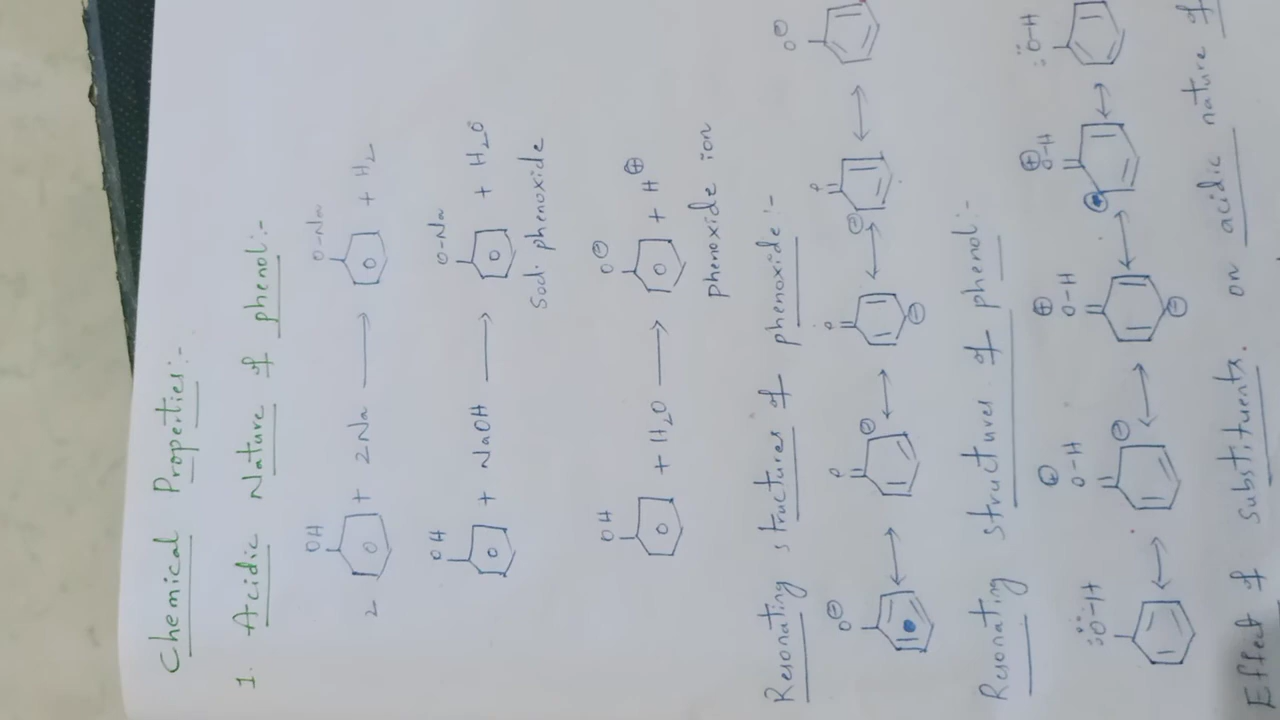 Chemical Properties:-
1. Acidic Nature of phenol:-
OH O-Na
2 + 2Na ⟶ + H₂
OH O-Na
+ NaOH ⟶ + H₂O
Sodi phenoxide
OH O⊖
+ H₂O ⟶ + H⊕
phenoxide ion
Resonating structures of phenoxide:-
O⊖ ⟷ O ⊖ ⟷ O ⊖ ⟷ O ⊖ ⟷ O⊖
Resonating structures of phenol:-
:Ö-H ⟷ ⊕ O-H ⊖ ⟷ ⊕ O-H ⊖ ⟷ ⊕ O-H ⟷ :Ö-H
Effect of substituents. on acidic nature of